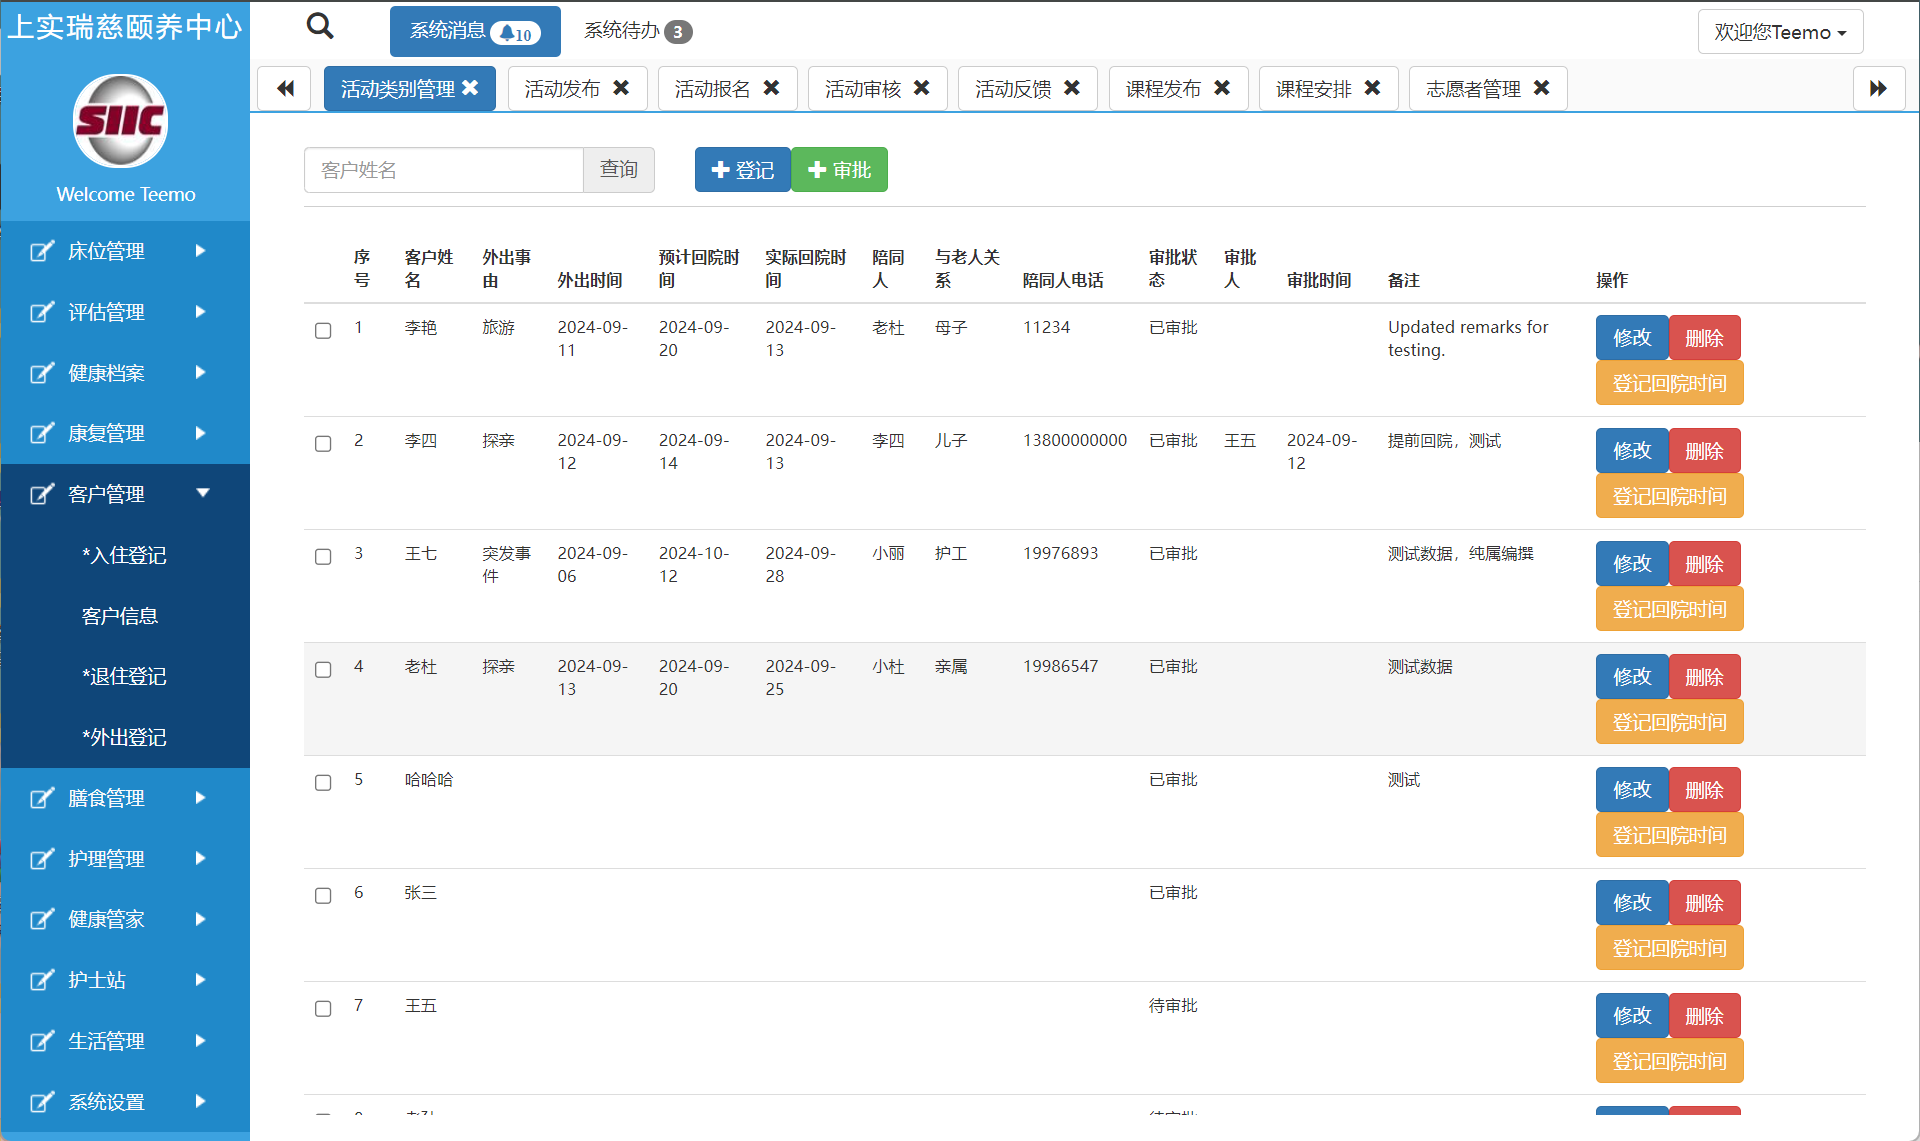 上实瑞慈颐养中心
系统消息 10
系统待办 3
欢迎您Teemo
SIIC
Welcome Teemo
活动类别管理
活动发布
活动报名
活动审核
活动反馈
课程发布
课程安排
志愿者管理
床位管理
评估管理
健康档案
康复管理
客户管理
*入住登记
客户信息
*退住登记
*外出登记
膳食管理
护理管理
健康管家
护士站
生活管理
系统设置
客户姓名
查询
登记
审批
序号 客户姓名 外出事由 外出时间 预计回院时间 实际回院时间 陪同人 与老人关系 陪同人电话 审批状态 审批人 审批时间 备注 操作
1 李艳 旅游 2024-09-11 2024-09-20 2024-09-13 老杜 母子 11234 已审批 Updated remarks for testing. 修改 删除
登记回院时间
2 李四 探亲 2024-09-12 2024-09-14 2024-09-13 李四 儿子 13800000000 已审批 王五 2024-09-12 提前回院，测试 修改 删除
登记回院时间
3 王七 突发事件 2024-09-06 2024-10-12 2024-09-28 小丽 护工 19976893 已审批 测试数据，纯属编撰 修改 删除
登记回院时间
4 老杜 探亲 2024-09-13 2024-09-20 2024-09-25 小杜 亲属 19986547 已审批 测试数据 修改 删除
登记回院时间
5 哈哈哈 已审批 测试 修改 删除
登记回院时间
6 张三 已审批 修改 删除
登记回院时间
7 王五 待审批 修改 删除
登记回院时间